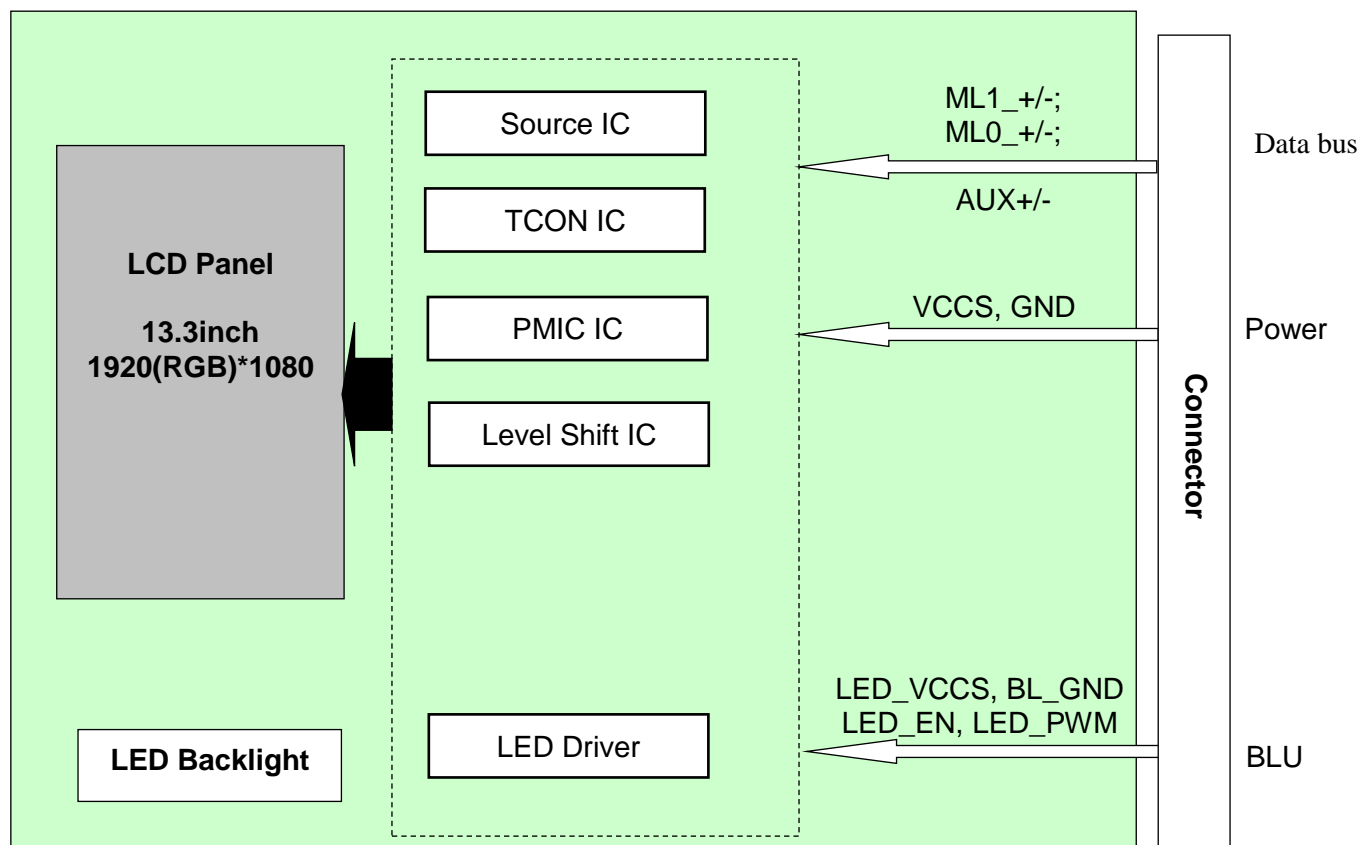 Source IC
TCON IC
PMIC IC
Level Shift IC
LED Driver
LCD Panel
13.3inch
1920(RGB)*1080
LED Backlight
ML1_+/-;
ML0_+/-;
AUX+/-
VCCS, GND
LED_VCCS, BL_GND
LED_EN, LED_PWM
Connector
Data bus
Power
BLU